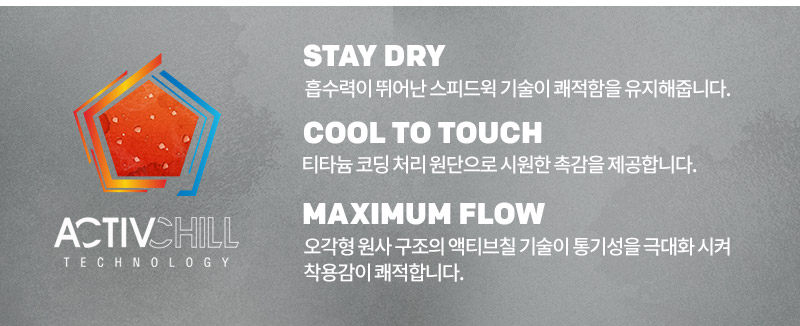 STAY DRY
흡수력이 뛰어난 스피드윅 기술이 쾌적함을 유지해줍니다.
COOL TO TOUCH
티타늄 코딩 처리 원단으로 시원한 촉감을 제공합니다.
MAXIMUM FLOW
오각형 원사 구조의 액티브칠 기술이 통기성을 극대화 시켜
착용감이 쾌적합니다.
ACTIVCHILL
TECHNOLOGY